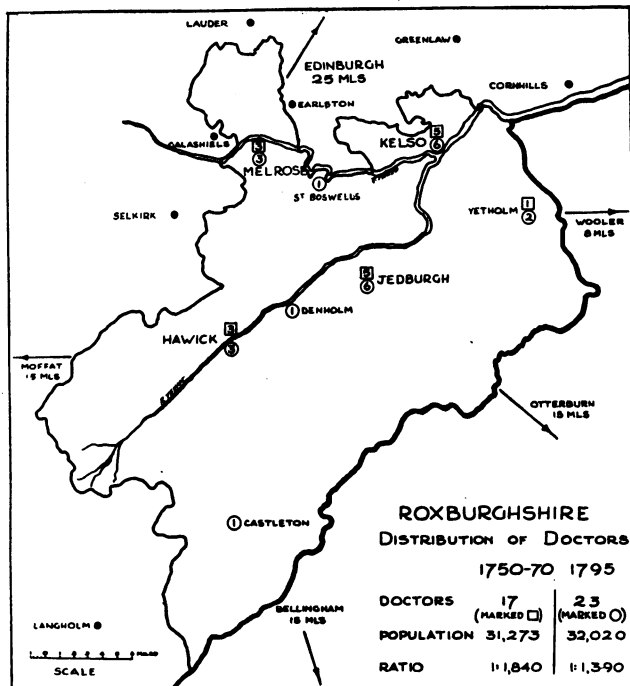 LAUDER
GREENLAW
EDINBURGH
25 MLS
CORNHILLS
EARLSTON
GALASHIELS
3
3
MELROSE
5
KELSO
6
R. TWEED
1
ST BOSWELLS
SELKIRK
YETHOLM
1
2
WOOLER
8 MLS
5
JEDBURGH
6
1
DENHOLM
3
HAWICK
3
MOFFAT
15 MLS
OTTERBURN
15 MLS
1
CASTLETON
ROXBURGHSHIRE
DISTRIBUTION OF DOCTORS
1750-70 1795
DOCTORS 17 23
(MARKED □) (MARKED ○)
POPULATION 31,273 32,020
RATIO 1:1,840 1:1,390
BELLINGHAM
15 MLS
LANGHOLM
SCALE